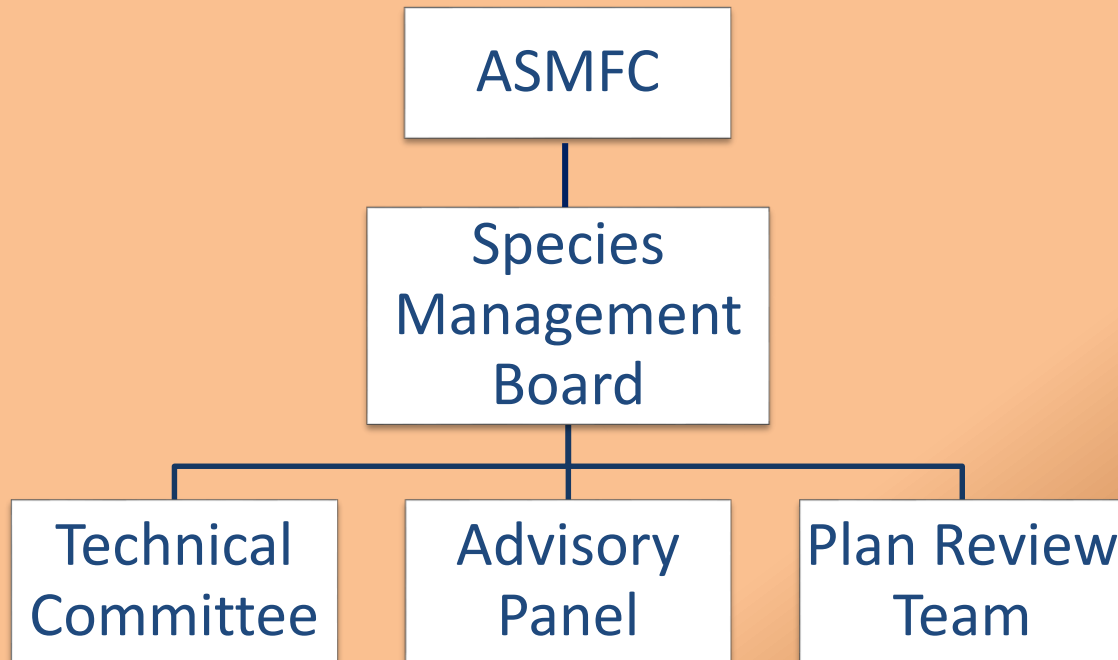 ASMFC
Species
Management
Board
Technical
Committee
Advisory
Panel
Plan Review
Team